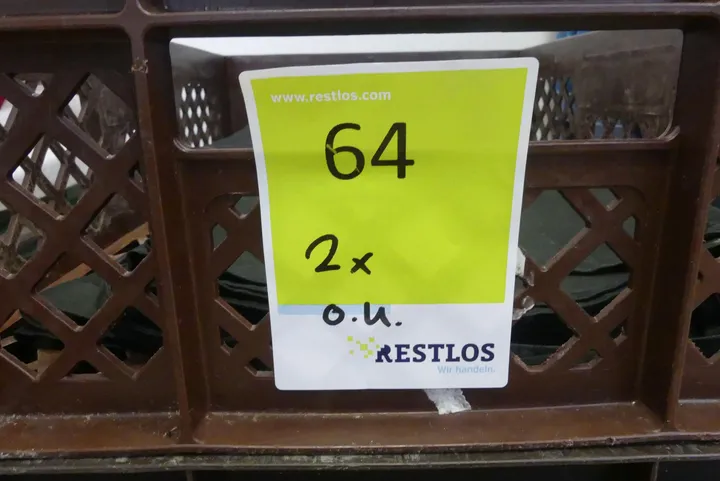 www.restlos.com
64
2x
o.u.
RESTLOS
Wir handeln.